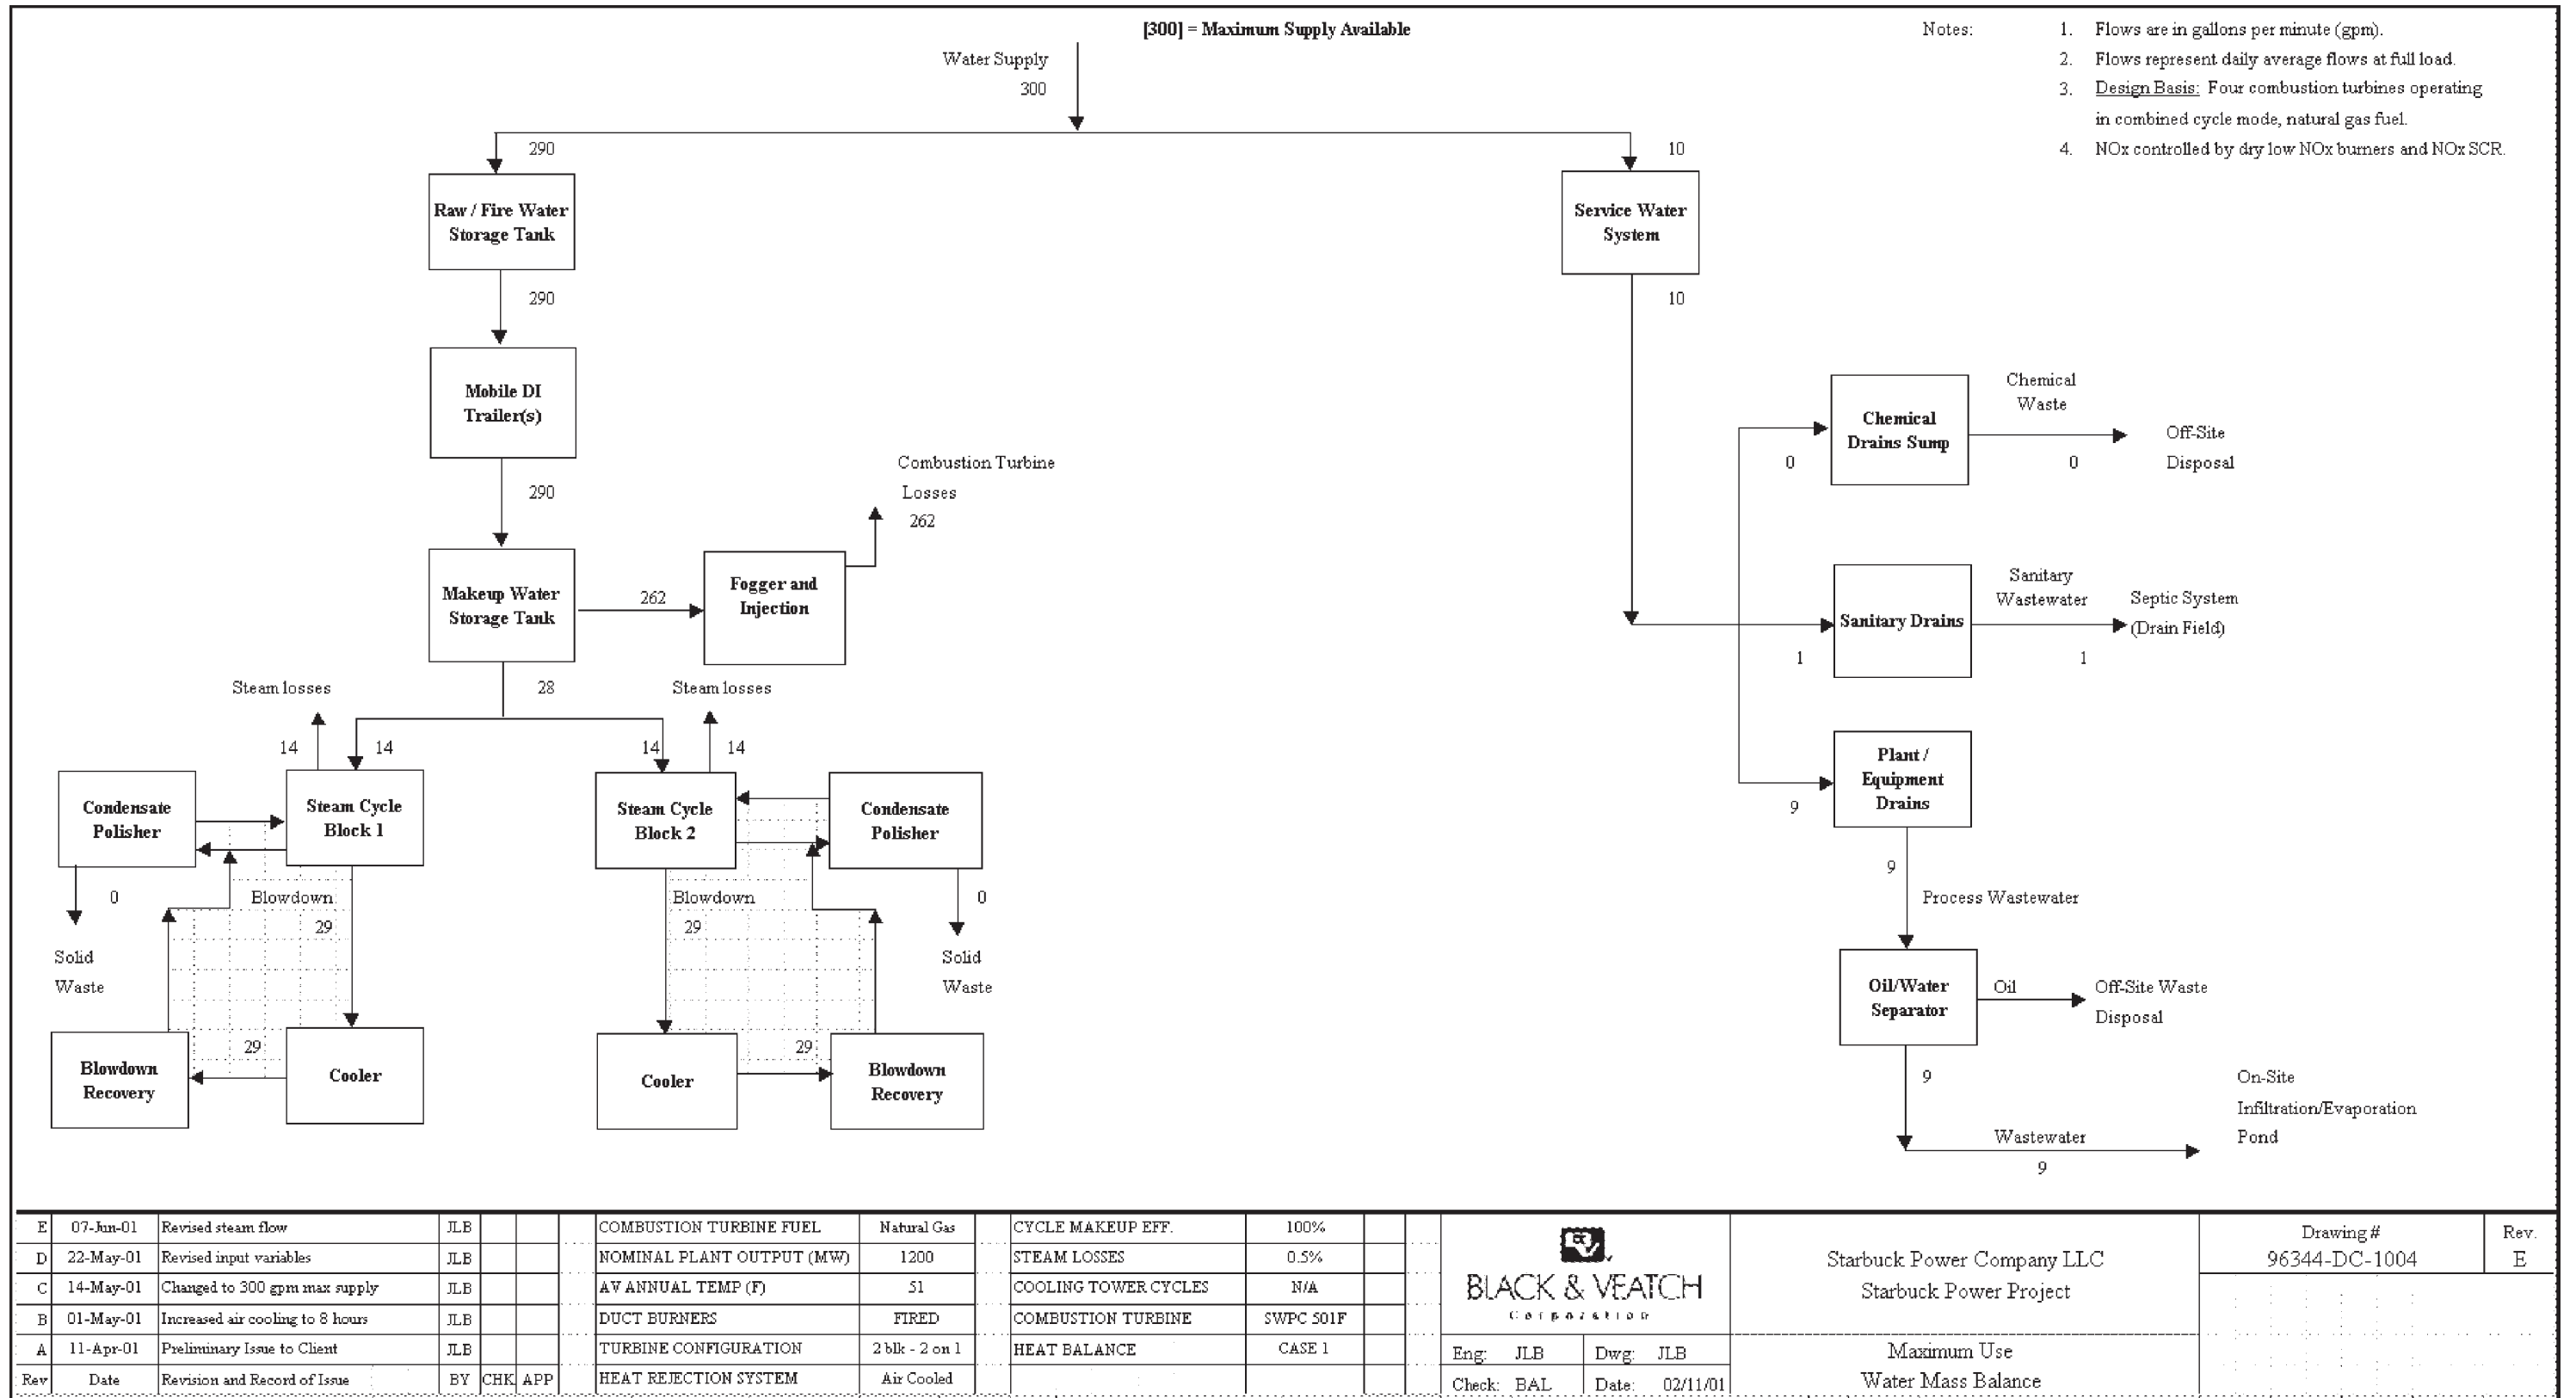 [300] = Maximum Supply Available
Water Supply
300
Notes:
1. Flows are in gallons per minute (gpm).
2. Flows represent daily average flows at full load.
3. Design Basis: Four combustion turbines operating
in combined cycle mode, natural gas fuel.
4. NOx controlled by dry low NOx burners and NOx SCR.
290
10
Raw / Fire Water
Storage Tank
Service Water
System
290
10
Mobile DI
Trailer(s)
290
Combustion Turbine
Losses
262
Makeup Water
Storage Tank
262
Fogger and
Injection
28
Steam losses
14
14
Steam losses
14
14
Condensate
Polisher
Steam Cycle
Block 1
Steam Cycle
Block 2
Condensate
Polisher
0
Blowdown
29
Blowdown
29
0
Solid
Waste
Solid
Waste
29
29
Blowdown
Recovery
Cooler
Cooler
Blowdown
Recovery
0
Chemical
Drains Sump
Chemical
Waste
0
Off-Site
Disposal
1
Sanitary Drains
Sanitary
Wastewater
1
Septic System
(Drain Field)
9
Plant /
Equipment
Drains
9
Process Wastewater
Oil/Water
Separator
Oil
Off-Site Waste
Disposal
9
Wastewater
9
On-Site
Infiltration/Evaporation
Pond
E 07-Jun-01 Revised steam flow JLB
D 22-May-01 Revised input variables JLB
C 14-May-01 Changed to 300 gpm max supply JLB
B 01-May-01 Increased air cooling to 8 hours JLB
A 11-Apr-01 Preliminary Issue to Client JLB
Rev Date Revision and Record of Issue BY CHK APP
COMBUSTION TURBINE FUEL Natural Gas
NOMINAL PLANT OUTPUT (MW) 1200
AV ANNUAL TEMP (F) 51
DUCT BURNERS FIRED
TURBINE CONFIGURATION 2 blk - 2 on 1
HEAT REJECTION SYSTEM Air Cooled
CYCLE MAKEUP EFF. 100%
STEAM LOSSES 0.5%
COOLING TOWER CYCLES N/A
COMBUSTION TURBINE SWPC 501F
HEAT BALANCE CASE 1
BLACK & VEATCH
Corporation
Eng: JLB Dwg: JLB
Check: BAL Date: 02/11/01
Starbuck Power Company LLC
Starbuck Power Project
Maximum Use
Water Mass Balance
Drawing # Rev.
96344-DC-1004 E